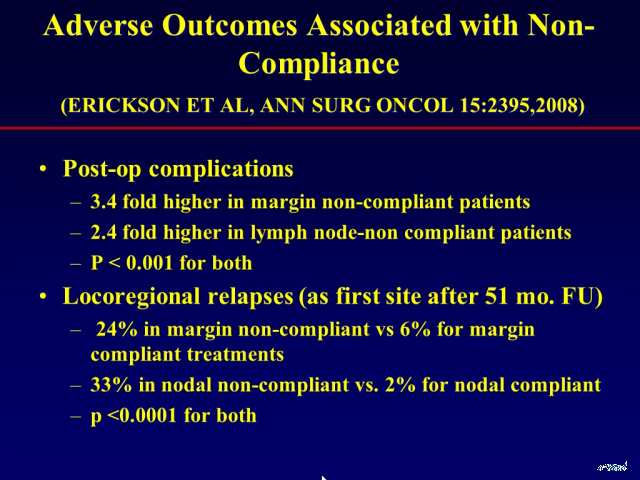 Adverse Outcomes Associated with Non-
Compliance
(ERICKSON ET AL, ANN SURG ONCOL 15:2395,2008)
• Post-op complications
– 3.4 fold higher in margin non-compliant patients
– 2.4 fold higher in lymph node-non compliant patients
– P < 0.001 for both
• Locoregional relapses (as first site after 51 mo. FU)
– 24% in margin non-compliant vs 6% for margin
compliant treatments
– 33% in nodal non-compliant vs. 2% for nodal compliant
– p <0.0001 for both